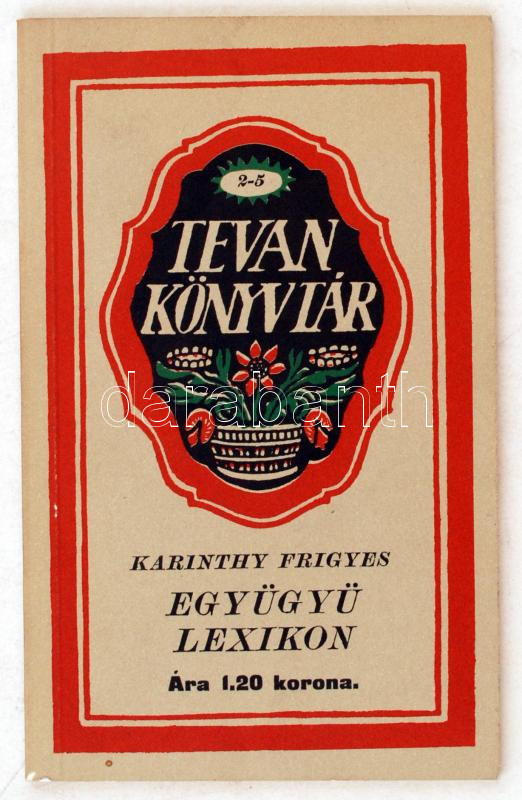 2-5
TEVAN
KÖNYVTÁR
darabanth
KARINTHY FRIGYES
EGYÜGYÜ
LEXIKON
Ára 1.20 korona.